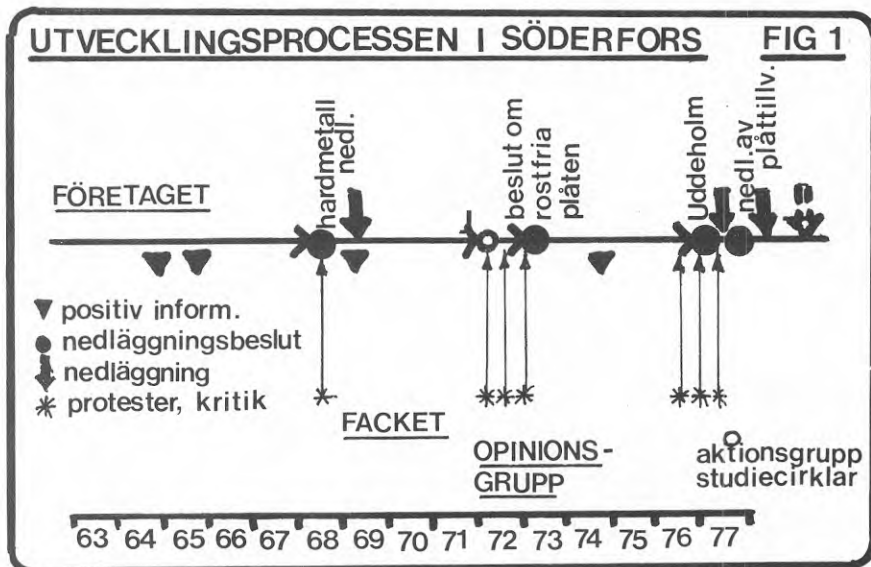 UTVECKLINGSPROCESSEN I SÖDERFORS FIG 1
hardmetall
nedl.
beslut om
rostfria
plåten
Uddeholm
nedl. av
plåttillv.
FÖRETAGET
positiv inform.
nedläggningsbeslut
nedläggning
protester, kritik
FACKET
OPINIONS-
GRUPP
aktionsgrupp
studiecirklar
63 64 65 66 67 68 69 70 71 72 73 74 75 76 77